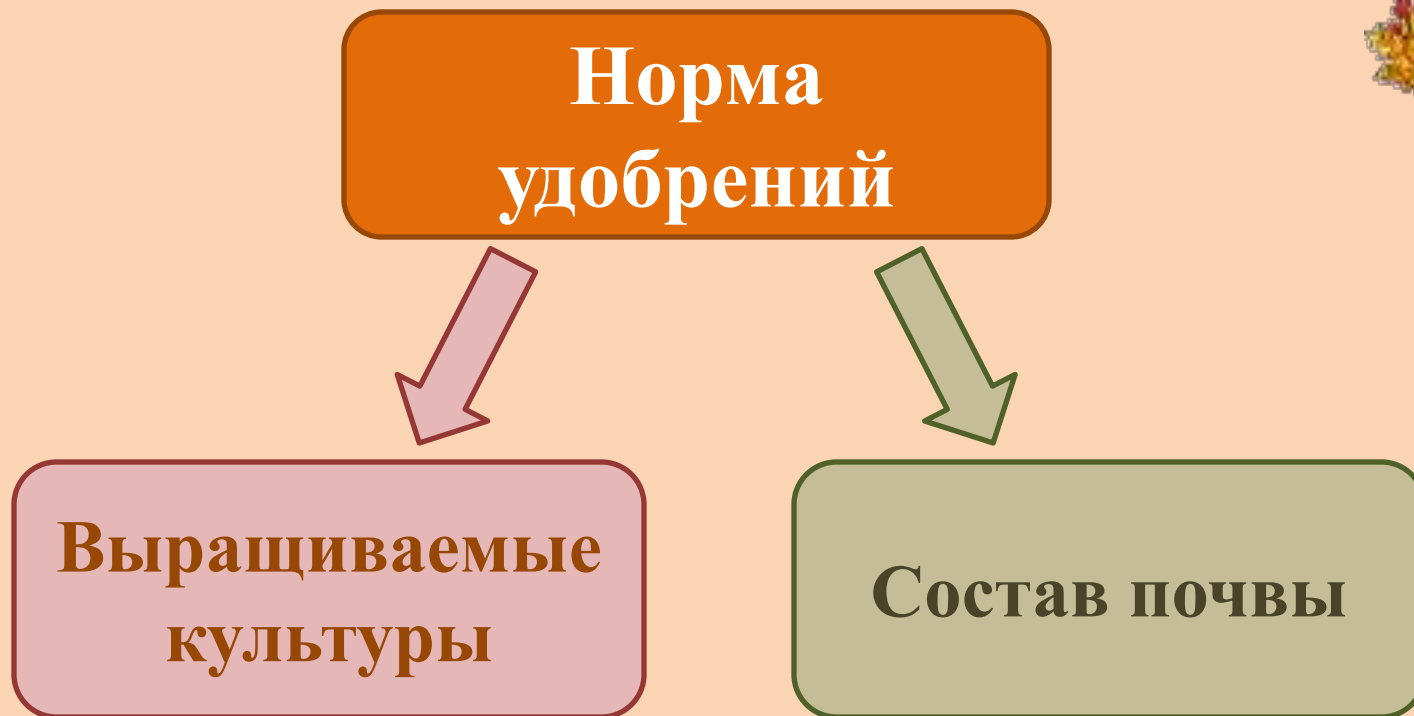 Норма
удобрений
Выращиваемые
культуры
Состав почвы